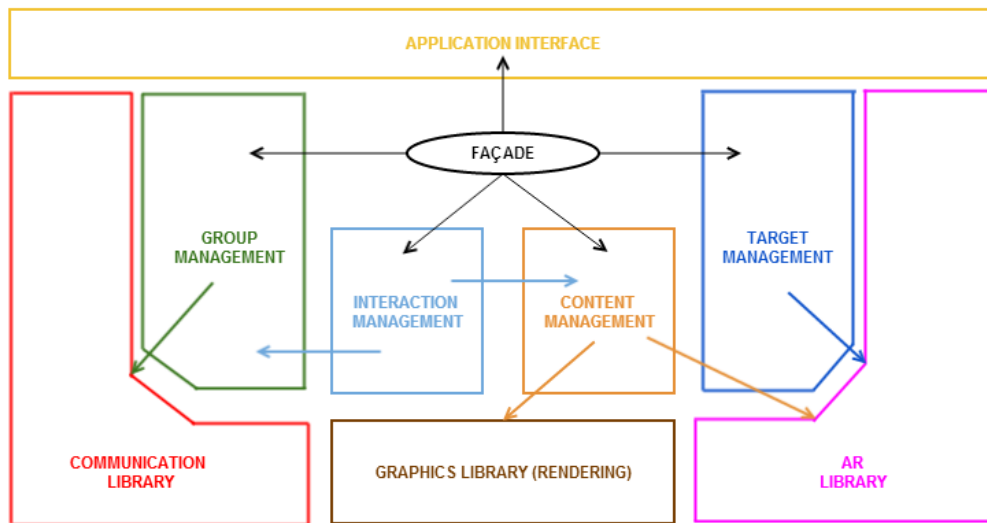 APPLICATION INTERFACE
FAÇADE
GROUP
MANAGEMENT
TARGET
MANAGEMENT
INTERACTION
MANAGEMENT
CONTENT
MANAGEMENT
COMMUNICATION
LIBRARY
GRAPHICS LIBRARY (RENDERING)
AR
LIBRARY